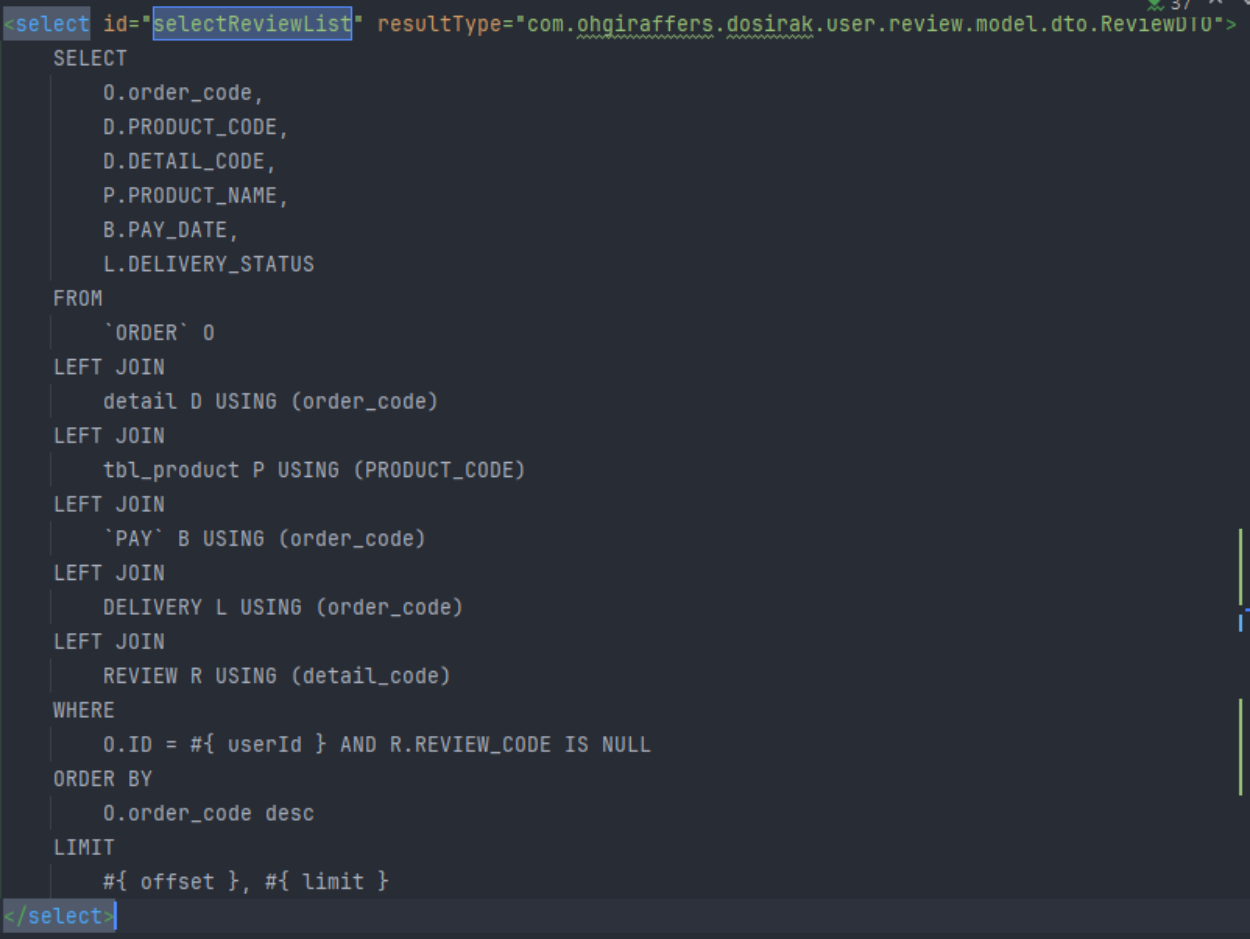 37
<select id="selectReviewList" resultType="com.ohgiraffers.dosirak.user.review.model.dto.ReviewDTO">
SELECT
O.order_code,
D.PRODUCT_CODE,
D.DETAIL_CODE,
P.PRODUCT_NAME,
B.PAY_DATE,
L.DELIVERY_STATUS
FROM
`ORDER` O
LEFT JOIN
detail D USING (order_code)
LEFT JOIN
tbl_product P USING (PRODUCT_CODE)
LEFT JOIN
`PAY` B USING (order_code)
LEFT JOIN
DELIVERY L USING (order_code)
LEFT JOIN
REVIEW R USING (detail_code)
WHERE
O.ID = #{ userId } AND R.REVIEW_CODE IS NULL
ORDER BY
O.order_code desc
LIMIT
#{ offset }, #{ limit }
</select>